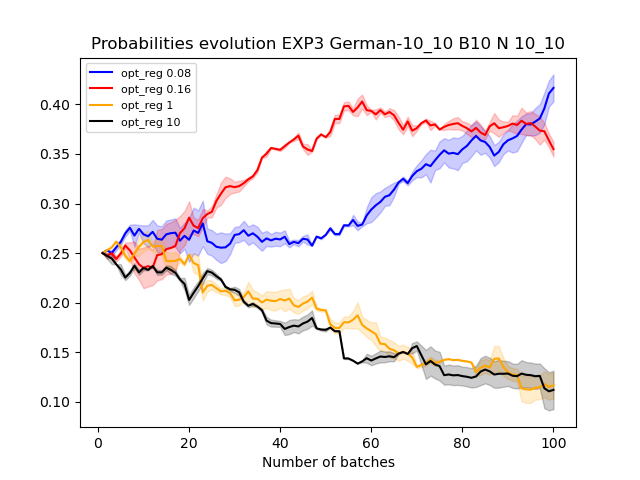 Probabilities evolution EXP3 German-10_10 B10 N 10_10
opt_reg 0.08
opt_reg 0.16
opt_reg 1
opt_reg 10
0.40
0.35
0.30
0.25
0.20
0.15
0.10
0 20 40 60 80 100
Number of batches